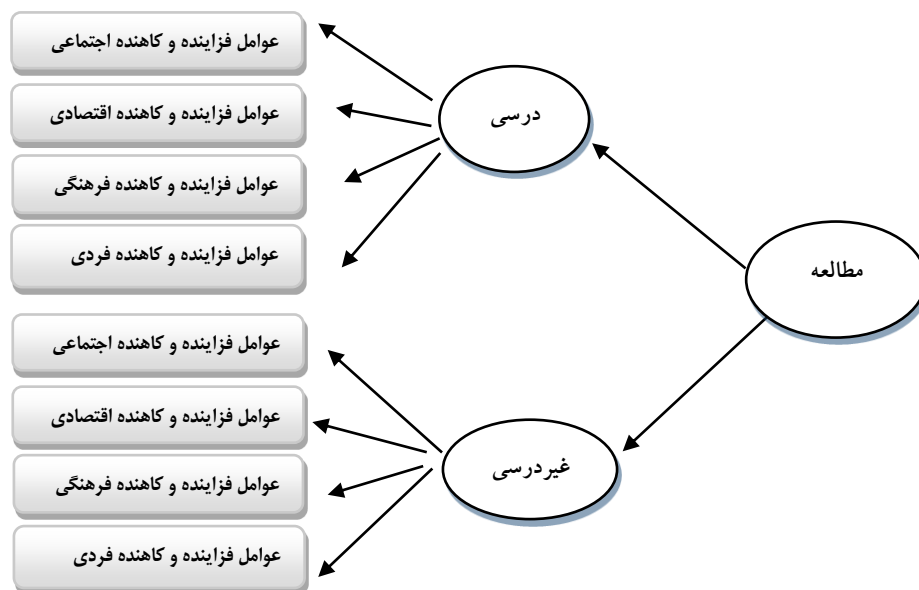 مطالعه
درسی
عوامل فزاینده و کاهنده اجتماعی
عوامل فزاینده و کاهنده اقتصادی
عوامل فزاینده و کاهنده فرهنگی
عوامل فزاینده و کاهنده فردی
غیردرسی
عوامل فزاینده و کاهنده اجتماعی
عوامل فزاینده و کاهنده اقتصادی
عوامل فزاینده و کاهنده فرهنگی
عوامل فزاینده و کاهنده فردی